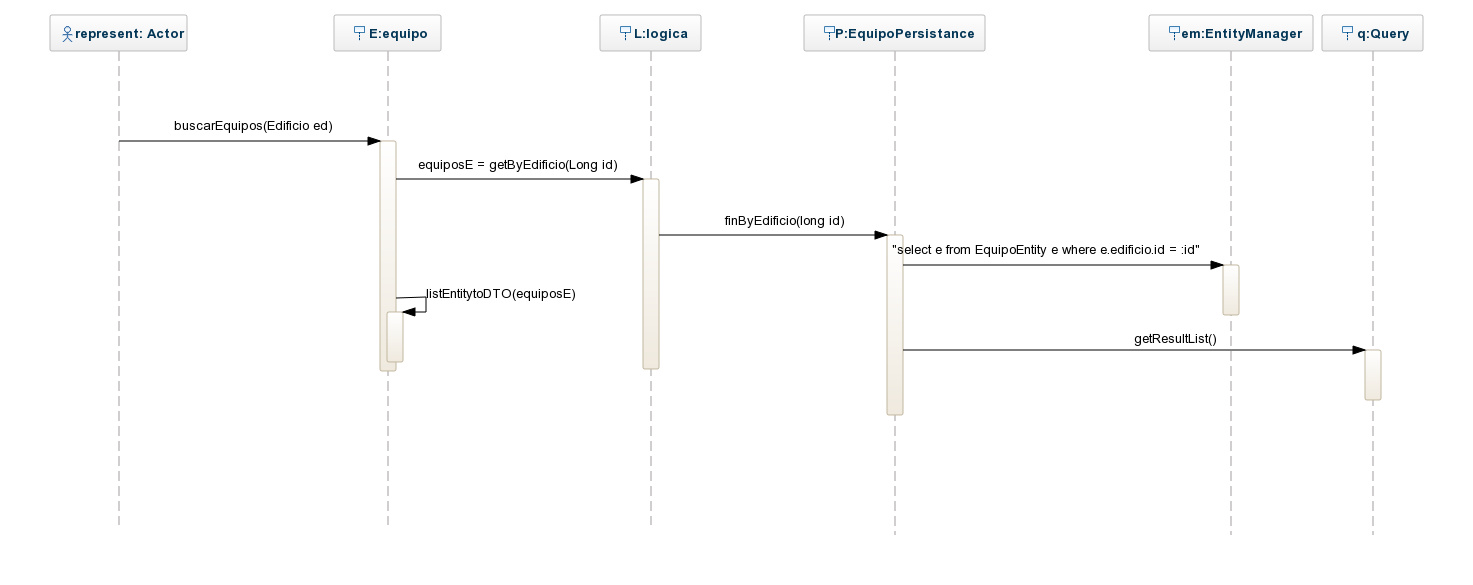 represent: Actor
E:equipo
L:logica
P:EquipoPersistance
em:EntityManager
q:Query
buscarEquipos(Edificio ed)
equiposE = getByEdificio(Long id)
finByEdificio(long id)
"select e from EquipoEntity e where e.edificio.id = :id"
listEntitytoDTO(equiposE)
getResultList()